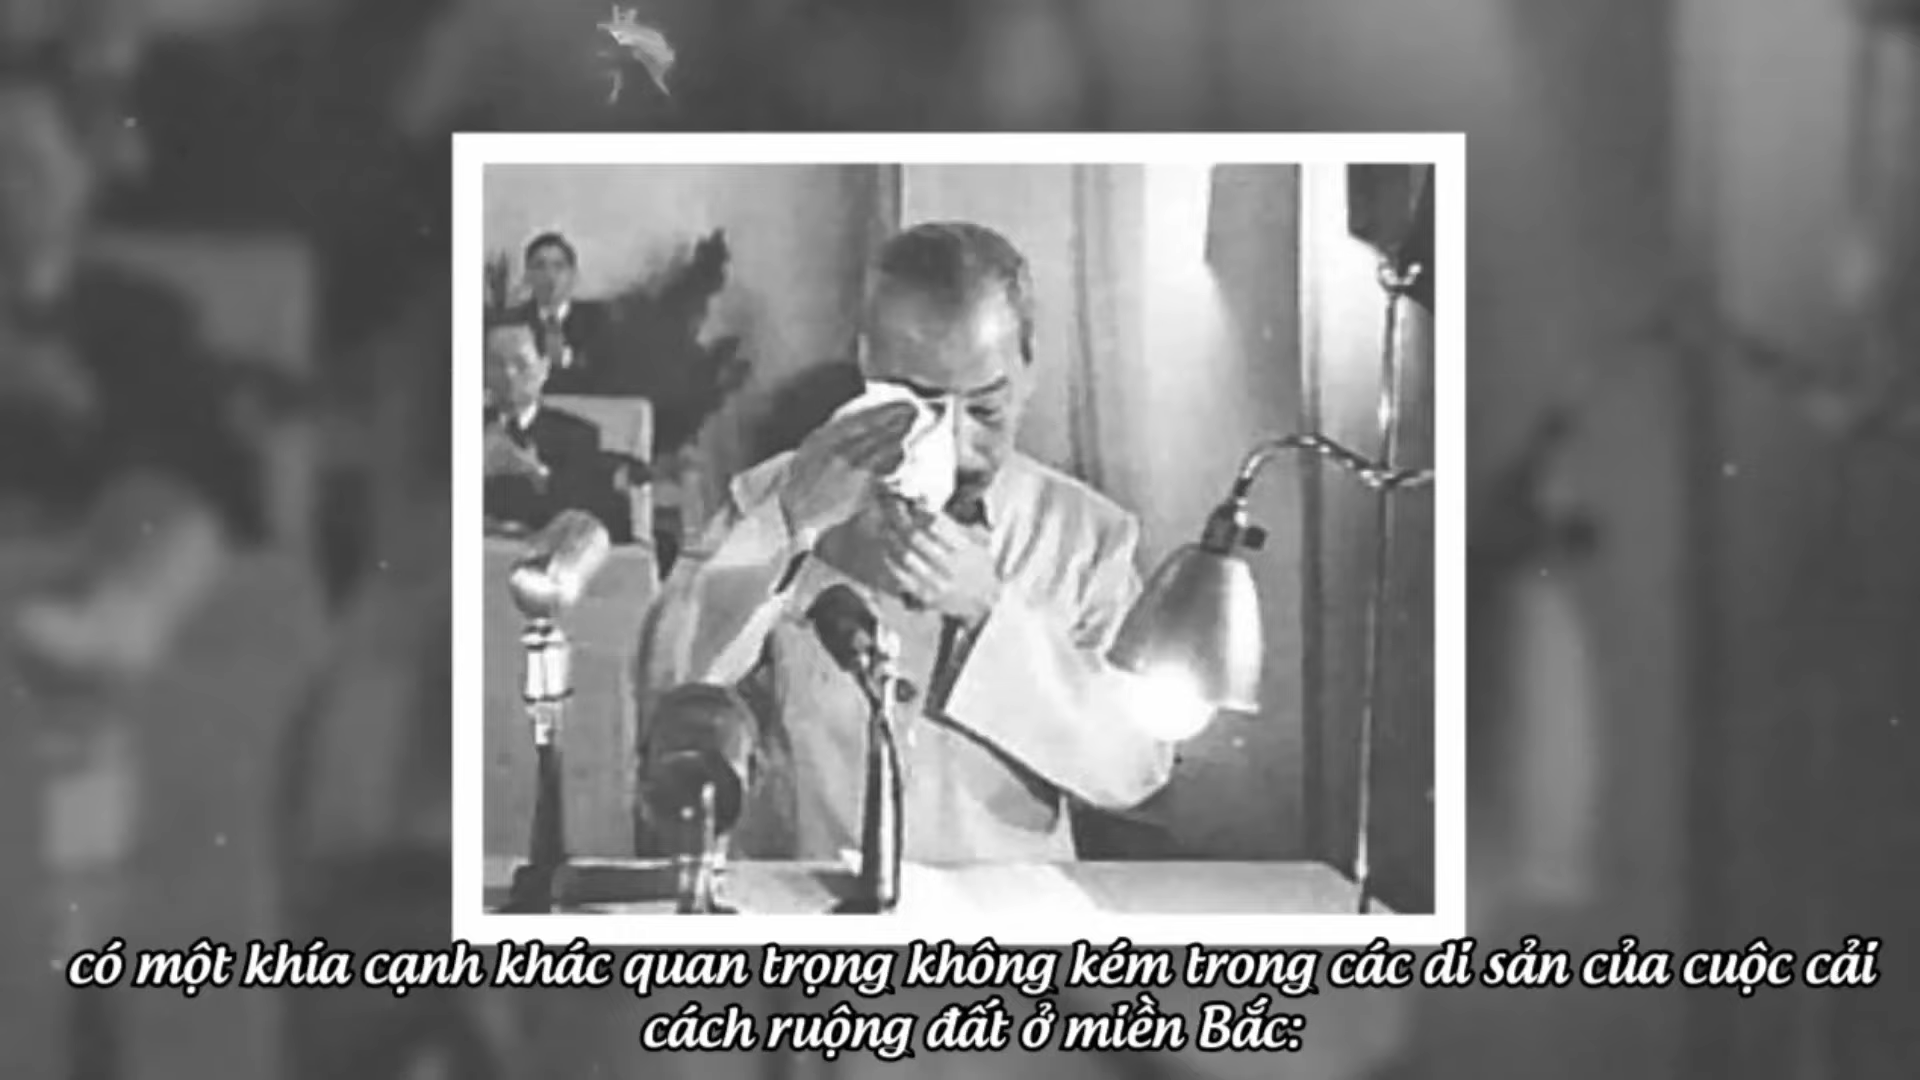 có một khía cạnh khác quan trọng không kém trong các di sản của cuộc cải
cách ruộng đất ở miền Bắc: